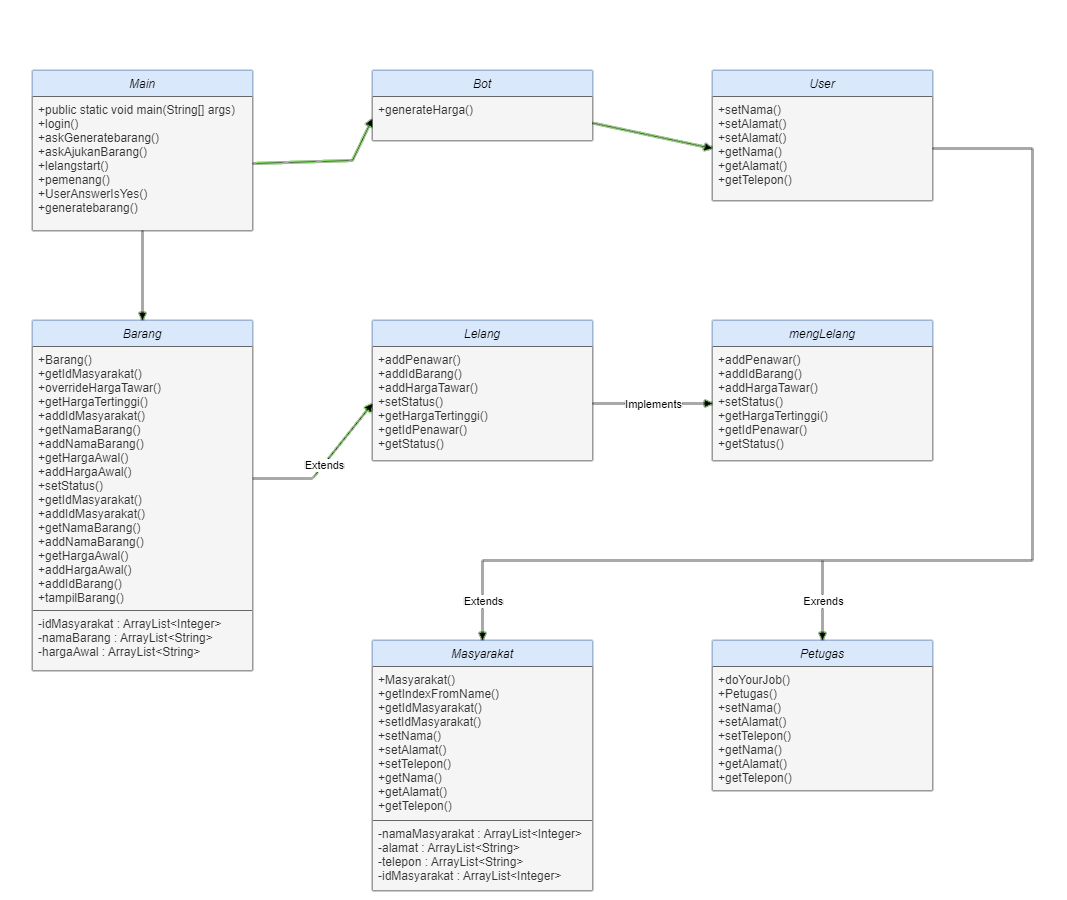 Main
+public static void main(String[] args)
+login()
+askGeneratebarang()
+askAjukanBarang()
+lelangstart()
+pemenang()
+UserAnswerIsYes()
+generatebarang()
Bot
+generateHarga()
User
+setNama()
+setAlamat()
+setAlamat()
+getNama()
+getAlamat()
+getTelepon()
Barang
+Barang()
+getIdMasyarakat()
+overrideHargaTawar()
+getHargaTertinggi()
+addIdMasyarakat()
+getNamaBarang()
+addNamaBarang()
+getHargaAwal()
+addHargaAwal()
+setStatus()
+getIdMasyarakat()
+addIdMasyarakat()
+getNamaBarang()
+addNamaBarang()
+getHargaAwal()
+addHargaAwal()
+addIdBarang()
+tampilBarang()
-idMasyarakat : ArrayList<Integer>
-namaBarang : ArrayList<String>
-hargaAwal : ArrayList<String>
Extends
Lelang
+addPenawar()
+addIdBarang()
+addHargaTawar()
+setStatus()
+getHargaTertinggi()
+getIdPenawar()
+getStatus()
Implements
mengLelang
+addPenawar()
+addIdBarang()
+addHargaTawar()
+setStatus()
+getHargaTertinggi()
+getIdPenawar()
+getStatus()
Extends
Exrends
Masyarakat
+Masyarakat()
+getIndexFromName()
+getIdMasyarakat()
+setIdMasyarakat()
+setNama()
+setAlamat()
+setTelepon()
+getNama()
+getAlamat()
+getTelepon()
-namaMasyarakat : ArrayList<Integer>
-alamat : ArrayList<String>
-telepon : ArrayList<String>
-idMasyarakat : ArrayList<Integer>
Petugas
+doYourJob()
+Petugas()
+setNama()
+setAlamat()
+setTelepon()
+getNama()
+getAlamat()
+getTelepon()